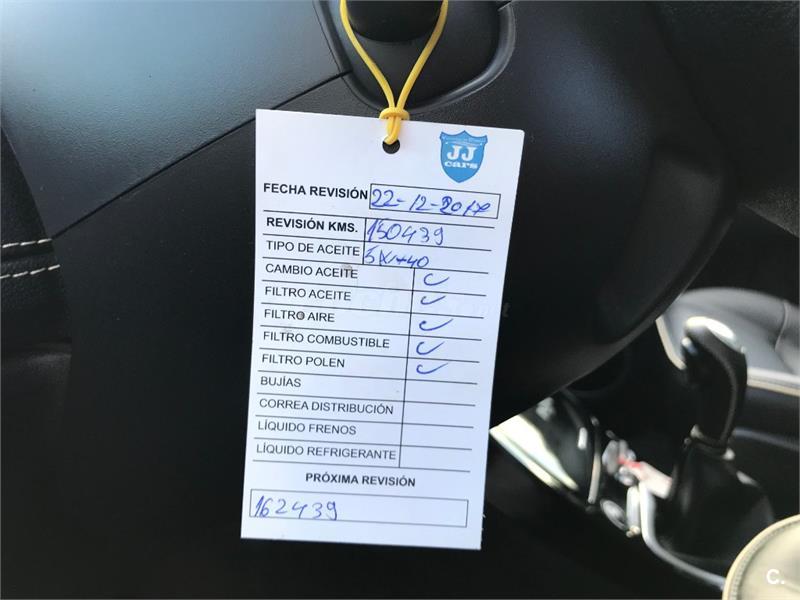 JJ
cars
FECHA REVISIÓN 22-12-2017
REVISIÓN KMS. 150439
TIPO DE ACEITE 5W40
CAMBIO ACEITE ✓
FILTRO ACEITE ✓
FILTRO AIRE ✓
FILTRO COMBUSTIBLE ✓
FILTRO POLEN ✓
BUJÍAS
CORREA DISTRIBUCIÓN
LÍQUIDO FRENOS
LÍQUIDO REFRIGERANTE
PRÓXIMA REVISIÓN
162439
C.